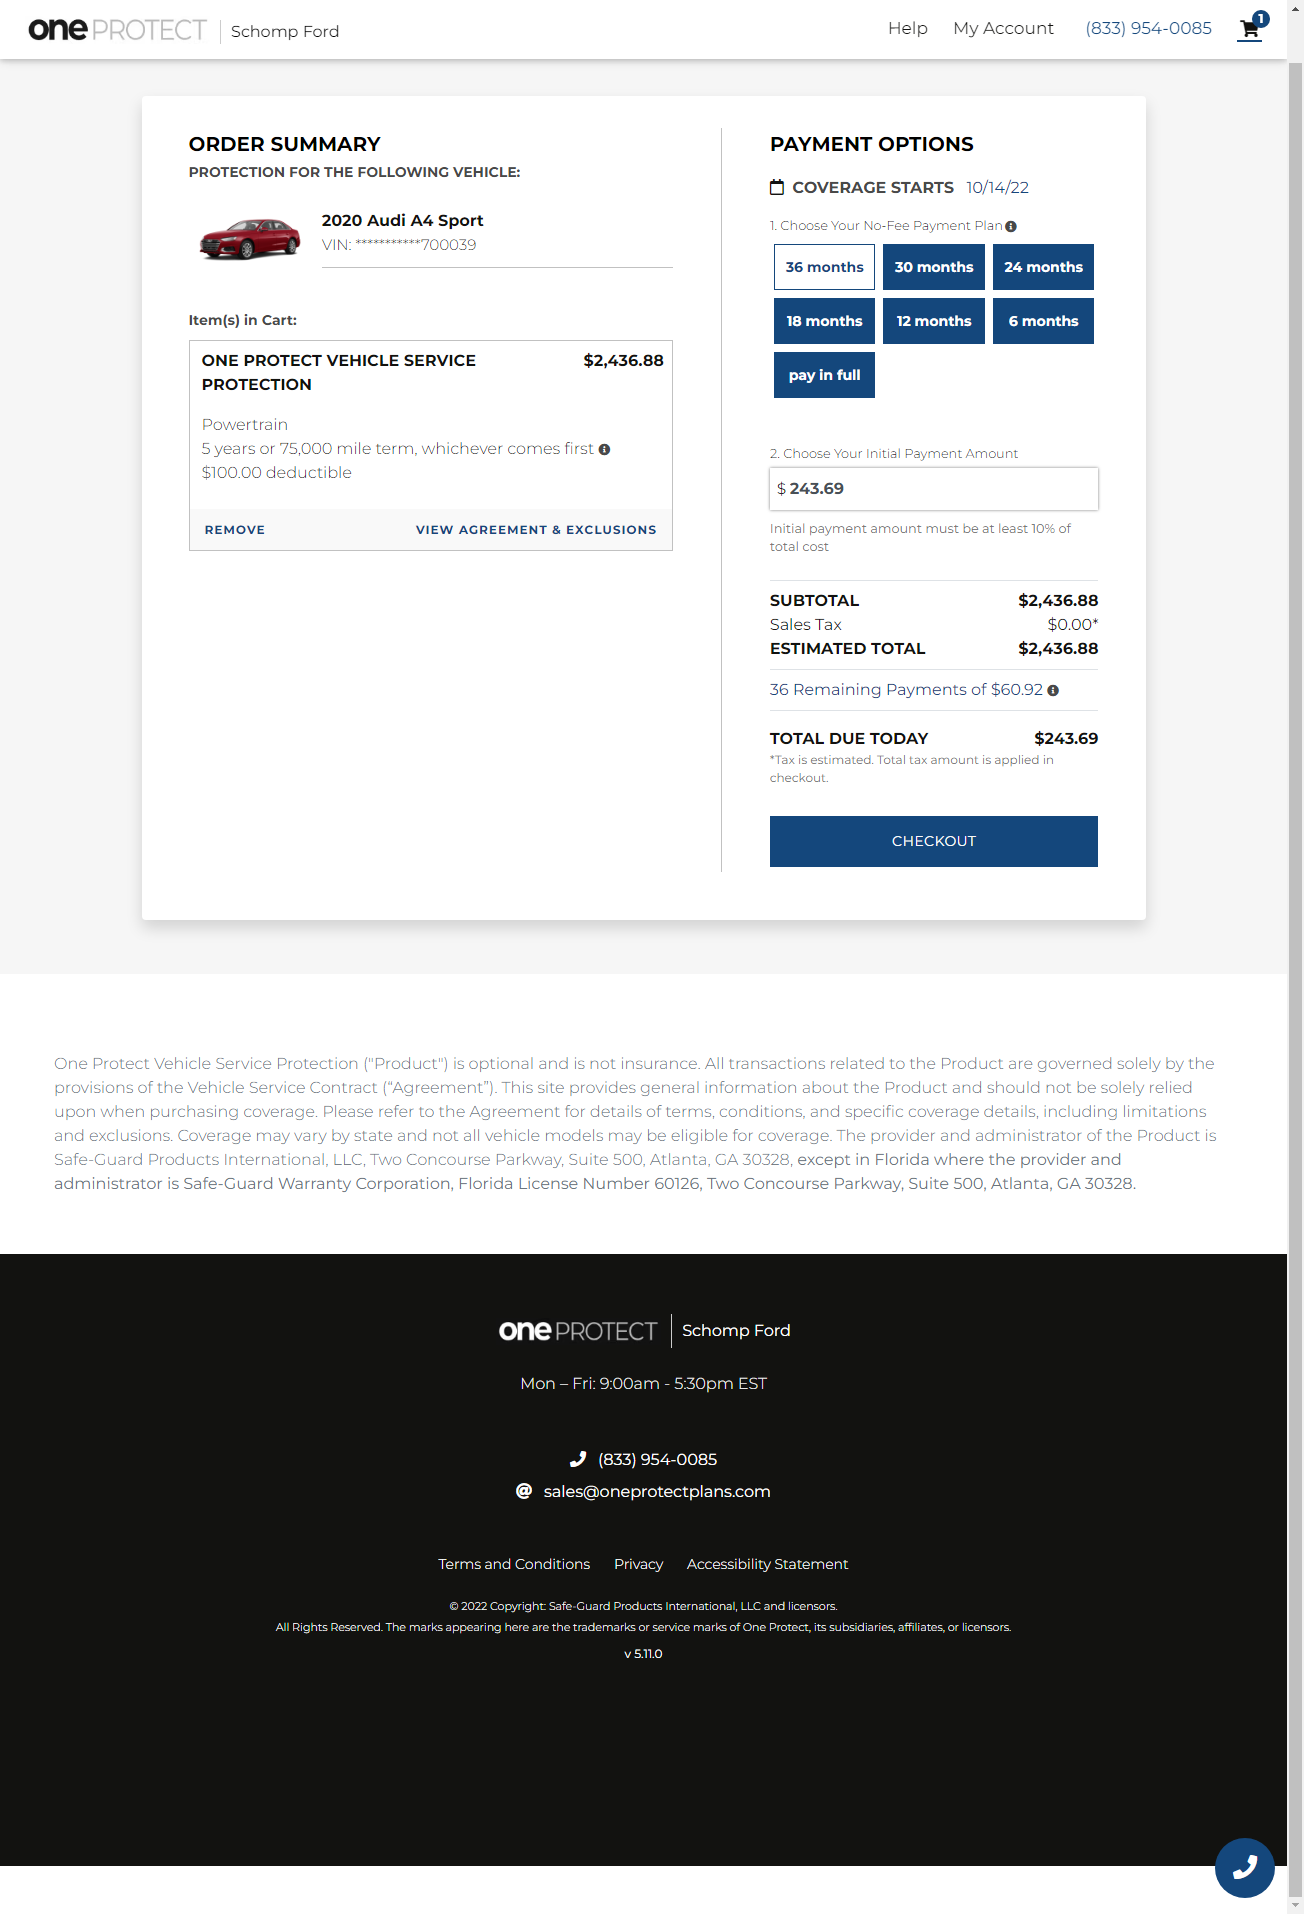 one PROTECT Schomp Ford
Help My Account (833) 954-0085 1
ORDER SUMMARY
PROTECTION FOR THE FOLLOWING VEHICLE:
2020 Audi A4 Sport
VIN: ***********700039
Item(s) in Cart:
ONE PROTECT VEHICLE SERVICE PROTECTION $2,436.88
Powertrain
5 years or 75,000 mile term, whichever comes first
$100.00 deductible
REMOVE VIEW AGREEMENT & EXCLUSIONS
PAYMENT OPTIONS
COVERAGE STARTS 10/14/22
1. Choose Your No-Fee Payment Plan
36 months 30 months 24 months
18 months 12 months 6 months
pay in full
2. Choose Your Initial Payment Amount
$ 243.69
Initial payment amount must be at least 10% of
total cost
SUBTOTAL $2,436.88
Sales Tax $0.00*
ESTIMATED TOTAL $2,436.88
36 Remaining Payments of $60.92
TOTAL DUE TODAY $243.69
*Tax is estimated. Total tax amount is applied in
checkout.
CHECKOUT
One Protect Vehicle Service Protection ("Product") is optional and is not insurance. All transactions related to the Product are governed solely by the
provisions of the Vehicle Service Contract (“Agreement”). This site provides general information about the Product and should not be solely relied
upon when purchasing coverage. Please refer to the Agreement for details of terms, conditions, and specific coverage details, including limitations
and exclusions. Coverage may vary by state and not all vehicle models may be eligible for coverage. The provider and administrator of the Product is
Safe-Guard Products International, LLC, Two Concourse Parkway, Suite 500, Atlanta, GA 30328, except in Florida where the provider and
administrator is Safe-Guard Warranty Corporation, Florida License Number 60126, Two Concourse Parkway, Suite 500, Atlanta, GA 30328.
one PROTECT Schomp Ford
Mon – Fri: 9:00am - 5:30pm EST
(833) 954-0085
sales@oneprotectplans.com
Terms and Conditions Privacy Accessibility Statement
© 2022 Copyright: Safe-Guard Products International, LLC and licensors.
All Rights Reserved. The marks appearing here are the trademarks or service marks of One Protect, its subsidiaries, affiliates, or licensors.
v 5.11.0